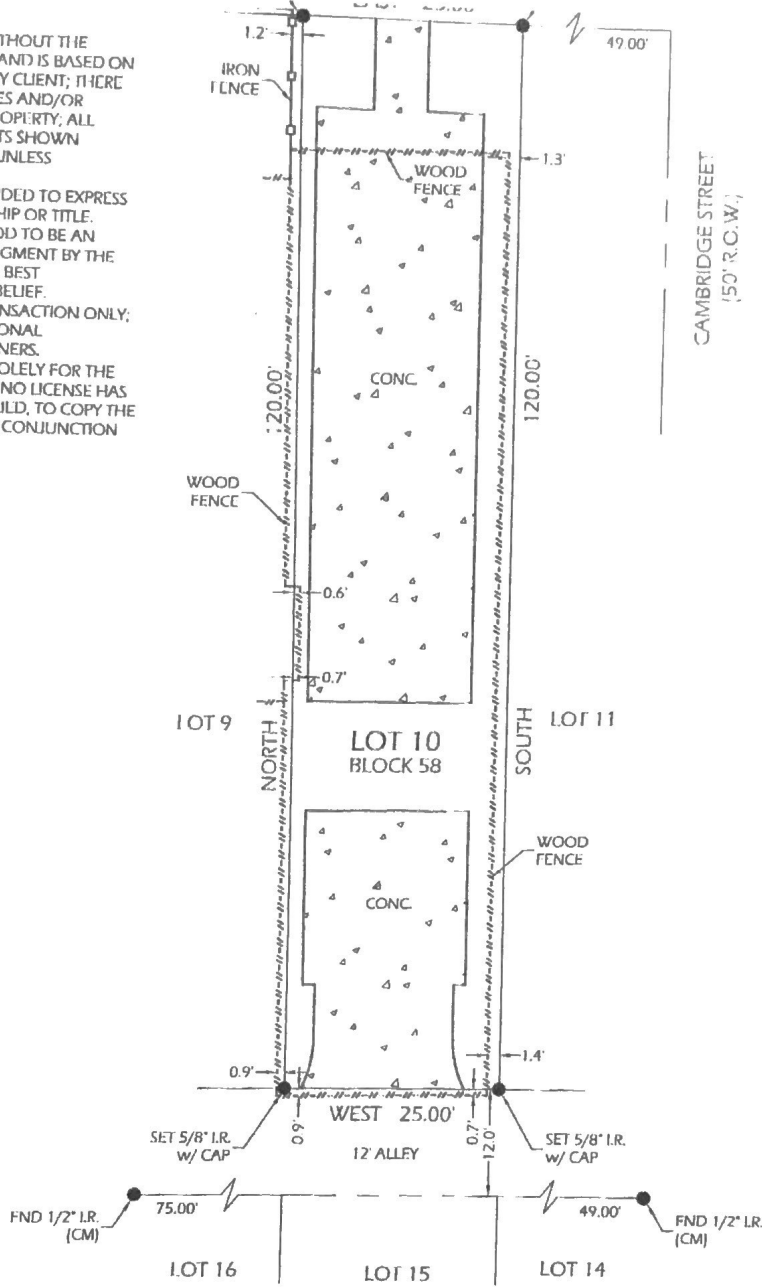 1.2'
49.00'
THOUT THE
AND IS BASED ON
Y CLIENT; THERE
ES AND/OR
OPERTY; ALL
TS SHOWN
UNLESS
DED TO EXPRESS
HIP OR TITLE.
OD TO BE AN
GMENT BY THE
BEST
BELIEF.
NSACTION ONLY;
ONAL
NERS.
OLELY FOR THE
NO LICENSE HAS
ILD, TO COPY THE
CONJUNCTION
IRON
FENCE
WOOD
FENCE
1.3'
CAMBRIDGE STREET
(50' R.O.W.)
CONC.
120.00'
120.00'
WOOD
FENCE
0.6'
0.7'
LOT 9
NORTH
LOT 10
BLOCK 58
SOUTH
LOT 11
WOOD
FENCE
CONC.
0.9'
1.4'
WEST 25.00'
0.9'
0.7'
12.0'
SET 5/8" I.R.
W/ CAP
12' ALLEY
SET 5/8" I.R.
W/ CAP
FND 1/2" I.R.
(CM)
75.00'
49.00'
FND 1/2" I.R.
(CM)
LOT 16
LOT 15
LOT 14